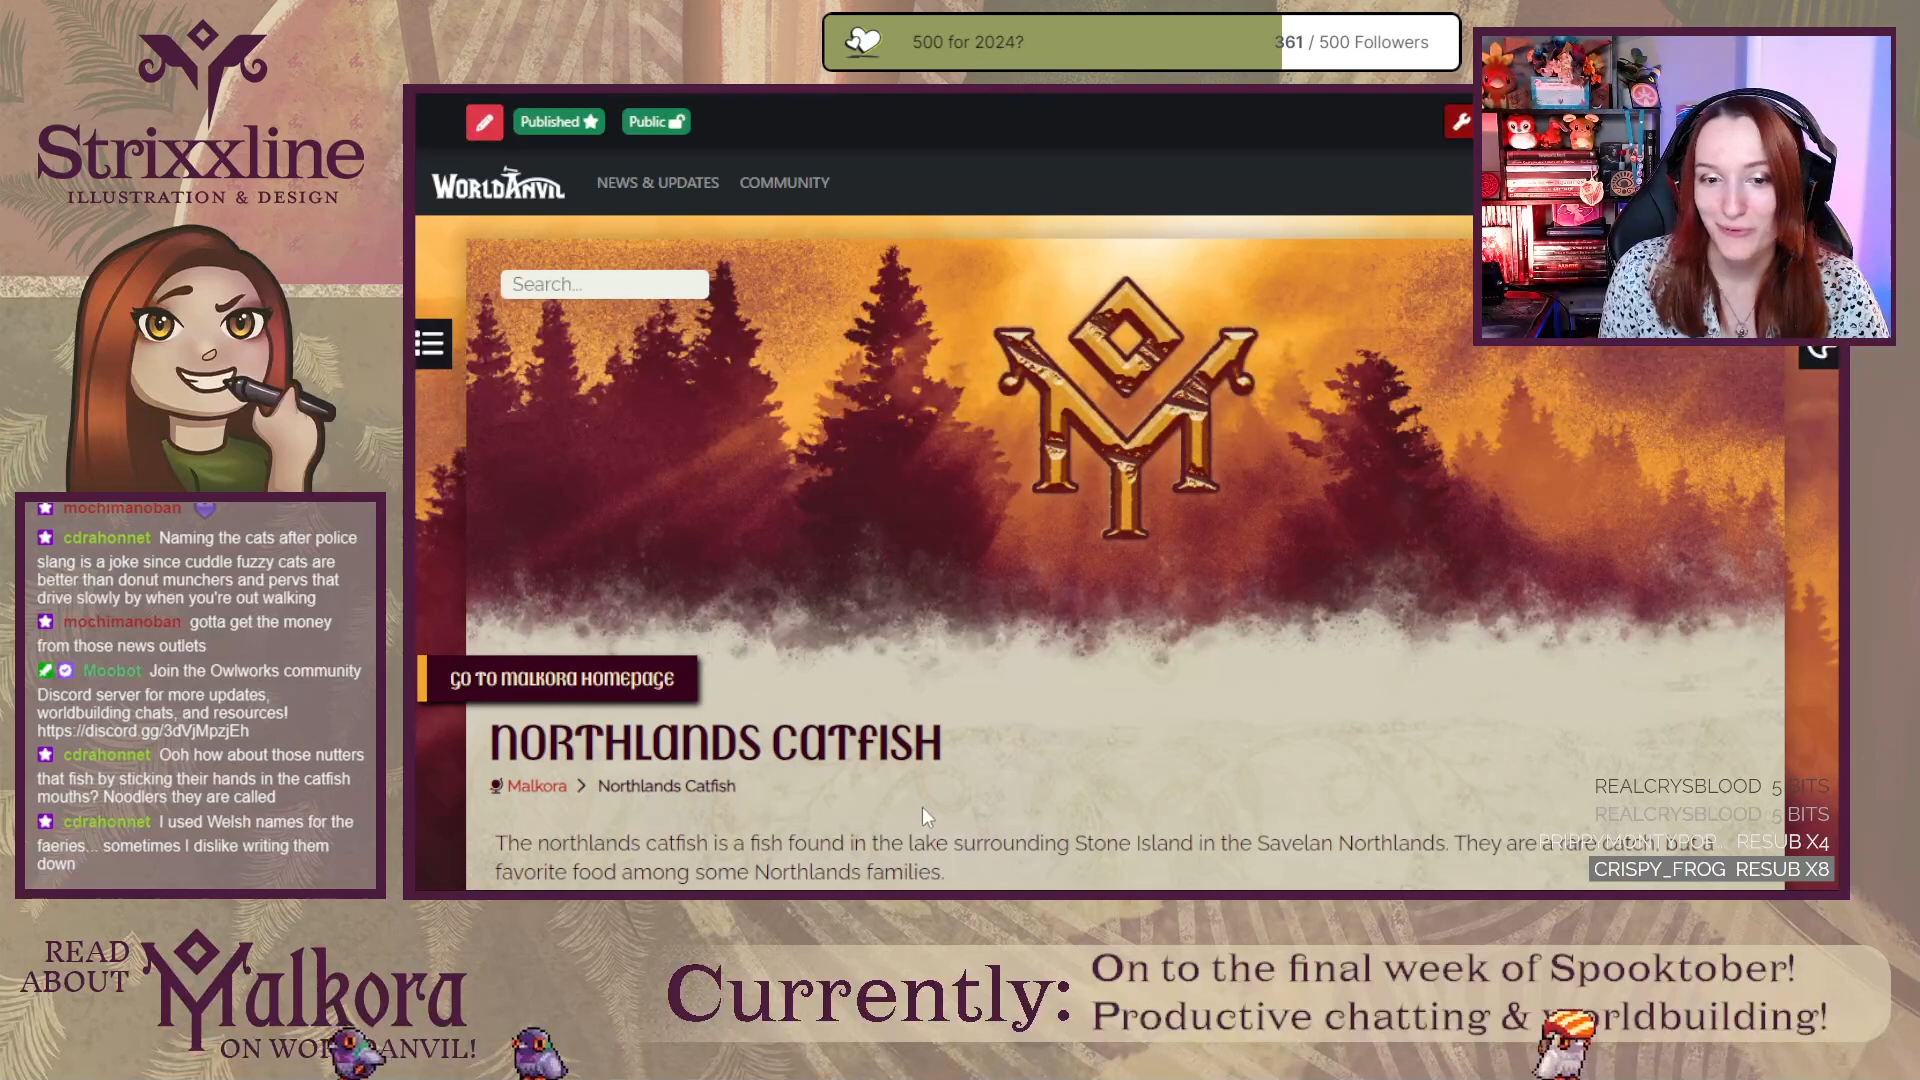 Strixxline
ILLUSTRATION & DESIGN
500 for 2024?
361 / 500 Followers
Published
Public
WORLDANVIL
NEWS & UPDATES
COMMUNITY
Search...
GO TO MALKORA HOMEPAGE
NORTHLANDS CATFISH
Malkora > Northlands Catfish
The northlands catfish is a fish found in the lake surrounding Stone Island in the Savelan Northlands. They are a rare catch, but a
favorite food among some Northlands families.
REALCRYSBLOOD 5 BITS
REALCRYSBLOOD 5 BITS
RESUB X4
CRISPY_FROG RESUB X8
mochimanoban
cdrahonnet Naming the cats after police
slang is a joke since cuddle fuzzy cats are
better than donut munchers and pervs that
drive slowly by when you're out walking
mochimanoban gotta get the money
from those news outlets
Moobot Join the Owlworks community
Discord server for more updates,
worldbuilding chats, and resources!
https://discord.gg/3dVjMpzjEh
cdrahonnet Ooh how about those nutters
that fish by sticking their hands in the catfish
mouths? Noodlers they are called
cdrahonnet I used Welsh names for the
faeries... sometimes I dislike writing them
down
READ
ABOUT
Malkora
ON WORLDANVIL!
Currently:
On to the final week of Spooktober!
Productive chatting & worldbuilding!